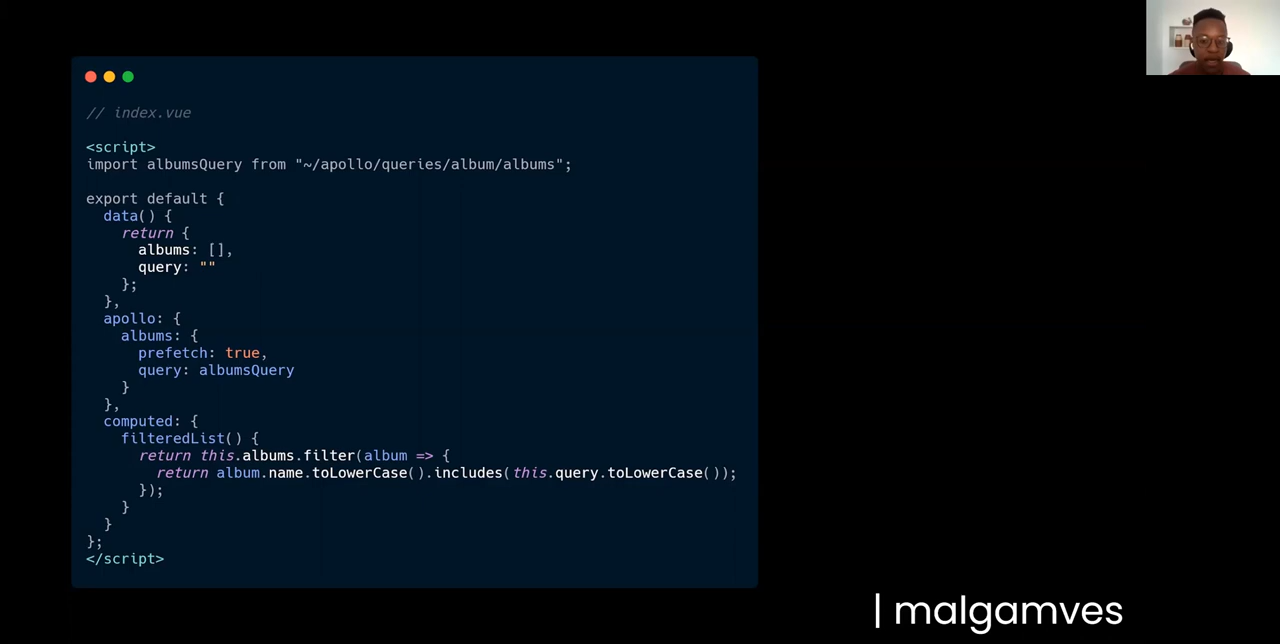 // index.vue
<script>
import albumsQuery from "~/apollo/queries/album/albums";
export default {
  data() {
    return {
      albums: [],
      query: ""
    };
  },
  apollo: {
    albums: {
      prefetch: true,
      query: albumsQuery
    }
  },
  computed: {
    filteredList() {
      return this.albums.filter(album => {
        return album.name.toLowerCase().includes(this.query.toLowerCase());
      });
    }
  }
};
</script>
| malgamves